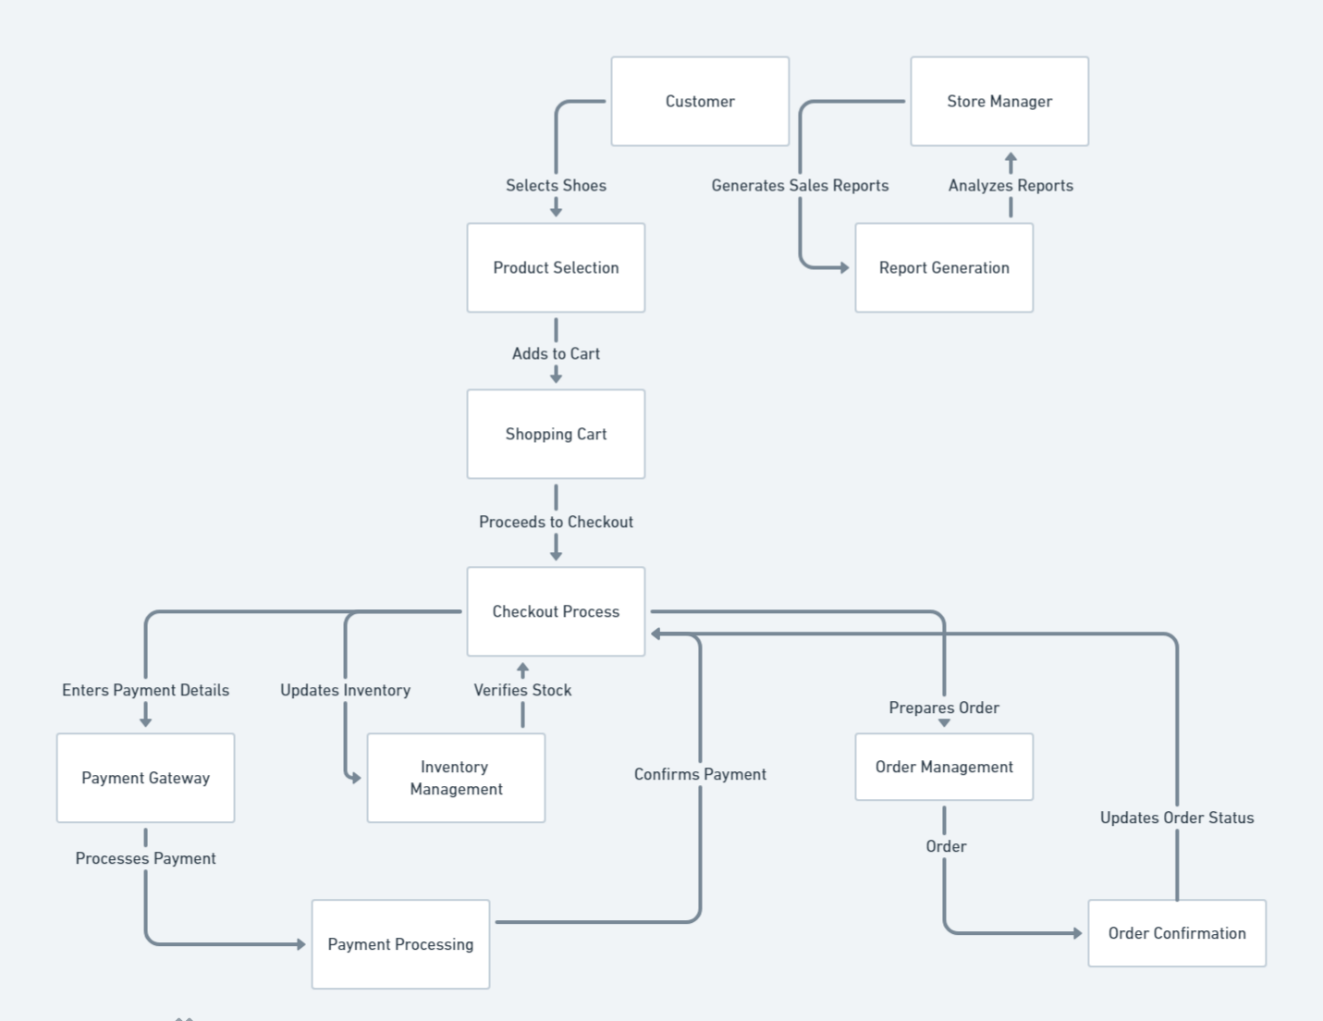 Customer
Store Manager
Selects Shoes
Generates Sales Reports
Analyzes Reports
Product Selection
Report Generation
Adds to Cart
Shopping Cart
Proceeds to Checkout
Checkout Process
Enters Payment Details
Updates Inventory
Verifies Stock
Prepares Order
Payment Gateway
Inventory
Management
Confirms Payment
Order Management
Updates Order Status
Processes Payment
Order
Payment Processing
Order Confirmation